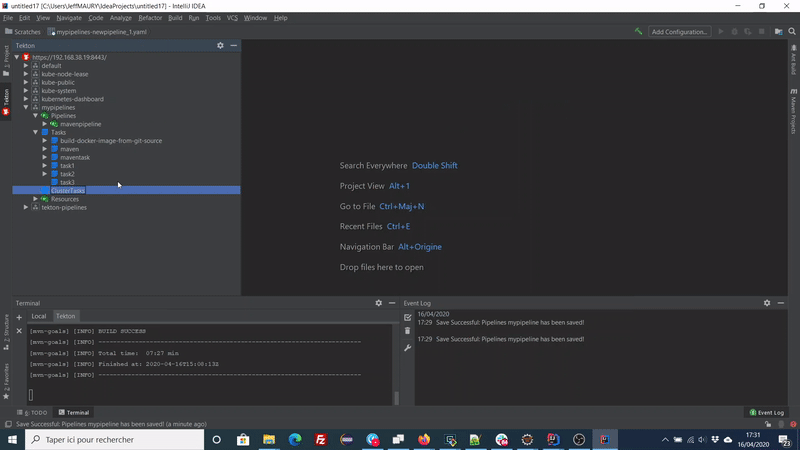 untitled17 [C:\Users\JeffMAURY\IdeaProjects\untitled17] - IntelliJ IDEA
File Edit View Navigate Code Analyze Refactor Build Run Tools VCS Window Help
Scratches mypipelines-newpipeline_1.yaml Add Configuration...
Tekton
1: Project
Tekton
Z: Structure
2: Favorites
Ant Build
Maven Projects
https://192.168.38.19:8443/
default
kube-node-lease
kube-public
kube-system
kubernetes-dashboard
mypipelines
Pipelines
mavenpipeline
Tasks
build-docker-image-from-git-source
maven
maventask
task1
task2
task3
ClusterTasks
Resources
tekton-pipelines
Search Everywhere Double Shift
Project View Alt+1
Go to File Ctrl+Maj+N
Recent Files Ctrl+E
Navigation Bar Alt+Origine
Drop files here to open
Terminal
Local Tekton
[mvn-goals] [INFO] BUILD SUCCESS
[mvn-goals] [INFO] ------------------------------------------------------------------------
[mvn-goals] [INFO] Total time: 07:27 min
[mvn-goals] [INFO] Finished at: 2020-04-16T15:08:13Z
[mvn-goals] [INFO] ------------------------------------------------------------------------
Event Log
16/04/2020
17:29 Save Successful: Pipelines mypipeline has been saved!
17:29 Save Successful: Pipelines mypipeline has been saved!
6: TODO Terminal Event Log
Save Successful: Pipelines mypipeline has been saved! (a minute ago)
Taper ici pour rechercher
17:31
16/04/2020
23